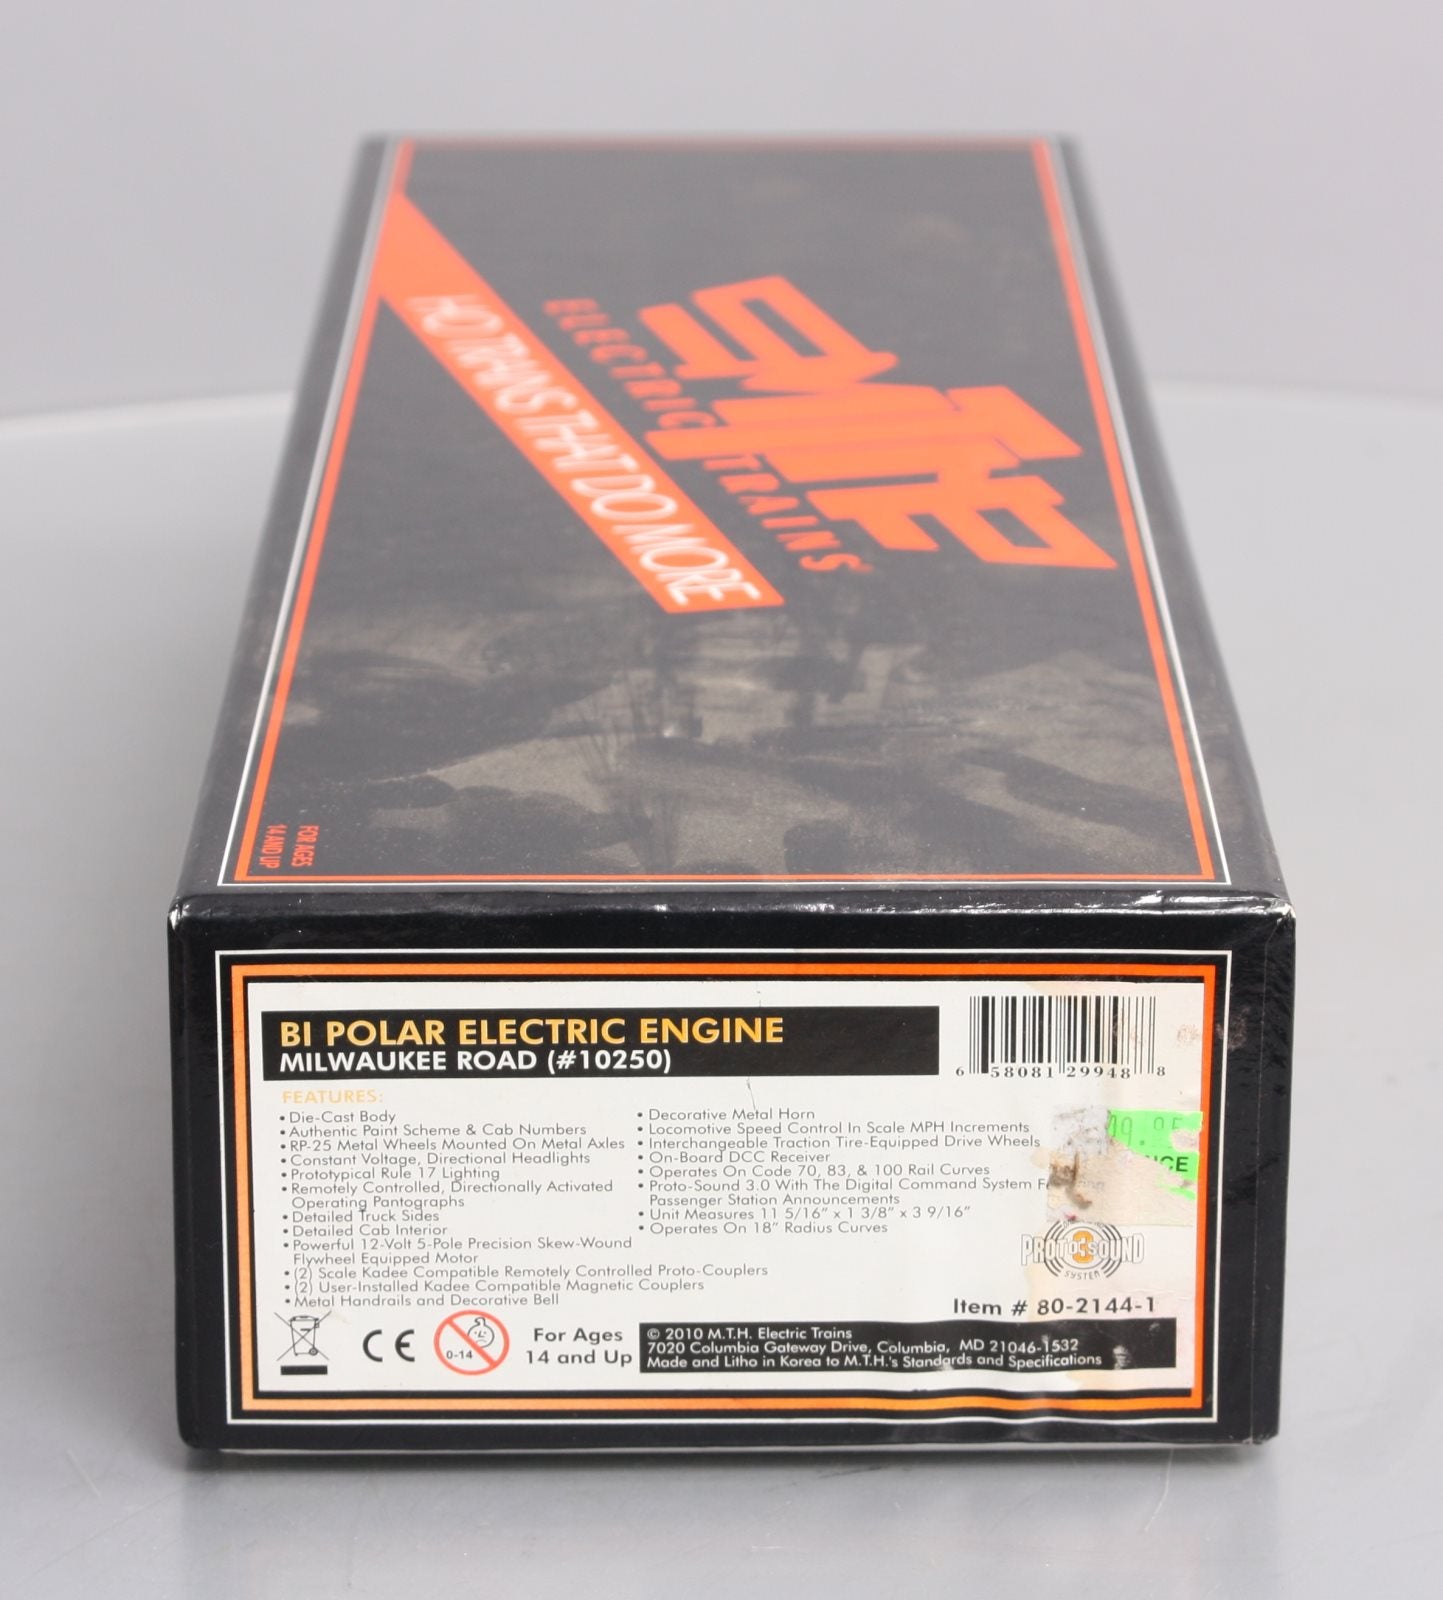 MTH
ELECTRIC TRAINS
HO TRAINS THAT DO MORE
FOR AGES
14 AND UP
BI POLAR ELECTRIC ENGINE
MILWAUKEE ROAD (#10250)
6 58081 29948 8
FEATURES:
• Die-Cast Body
• Authentic Paint Scheme & Cab Numbers
• RP-25 Metal Wheels Mounted On Metal Axles
• Constant Voltage, Directional Headlights
• Prototypical Rule 17 Lighting
• Remotely Controlled, Directionally Activated
Operating Pantographs
• Detailed Truck Sides
• Detailed Cab Interior
• Powerful 12-Volt 5-Pole Precision Skew-Wound
Flywheel Equipped Motor
• (2) Scale Kadee Compatible Remotely Controlled Proto-Couplers
• (2) User-Installed Kadee Compatible Magnetic Couplers
• Metal Handrails and Decorative Bell
• Decorative Metal Horn
• Locomotive Speed Control In Scale MPH Increments
• Interchangeable Traction Tire-Equipped Drive Wheels
• On-Board DCC Receiver
• Operates On Code 70, 83, & 100 Rail Curves
• Proto-Sound 3.0 With The Digital Command System
Passenger Station Announcements
• Unit Measures 11 5/16" x 1 3/8" x 3 9/16"
• Operates On 18" Radius Curves
PROTO SOUND 3
SYSTEM
Item # 80-2144-1
CE
0-14
For Ages
14 and Up
© 2010 M.T.H. Electric Trains
7020 Columbia Gateway Drive, Columbia, MD 21046-1532
Made and Litho in Korea to M.T.H.'s Standards and Specifications